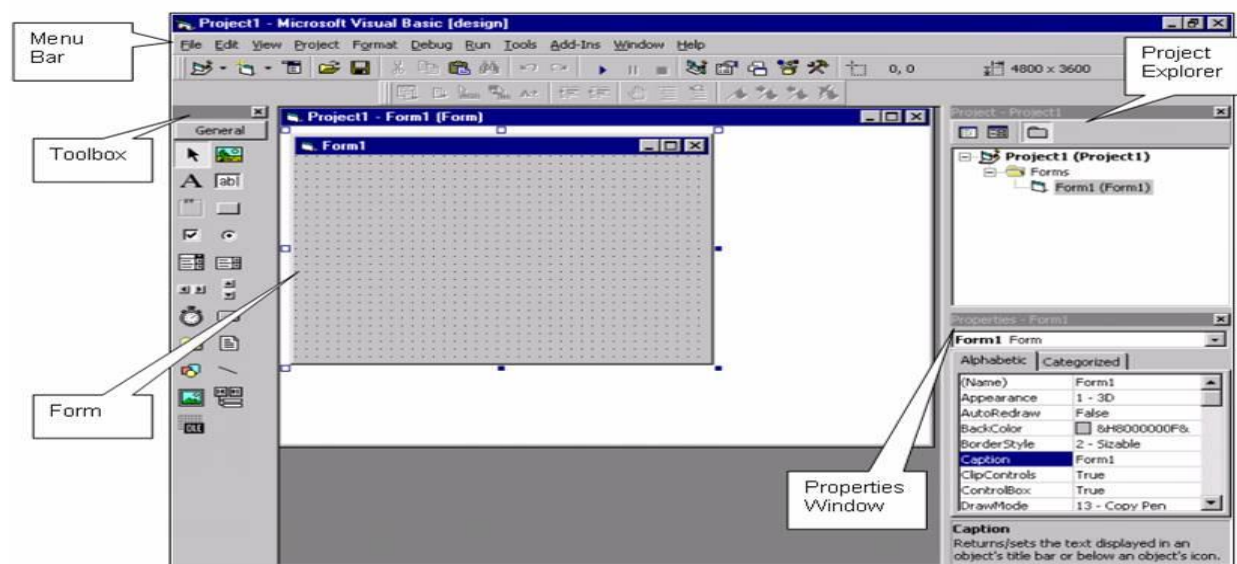 Project1 - Microsoft Visual Basic [design]
Menu
Bar
File Edit View Project Format Debug Run Tools Add-Ins Window Help
Project
Explorer
0, 0
4800 x 3600
Toolbox
General
A
ab|
OLE
Project1 - Form1 (Form)
Form1
Form
Project - Project1
Project1 (Project1)
Forms
Form1 (Form1)
Properties - Form1
Form1 Form
Alphabetic Categorized
(Name) Form1
Appearance 1 - 3D
AutoRedraw False
BackColor &H8000000F&
BorderStyle 2 - Sizable
Caption Form1
ClipControls True
ControlBox True
DrawMode 13 - Copy Pen
Properties
Window
Caption
Returns/sets the text displayed in an
object's title bar or below an object's icon.